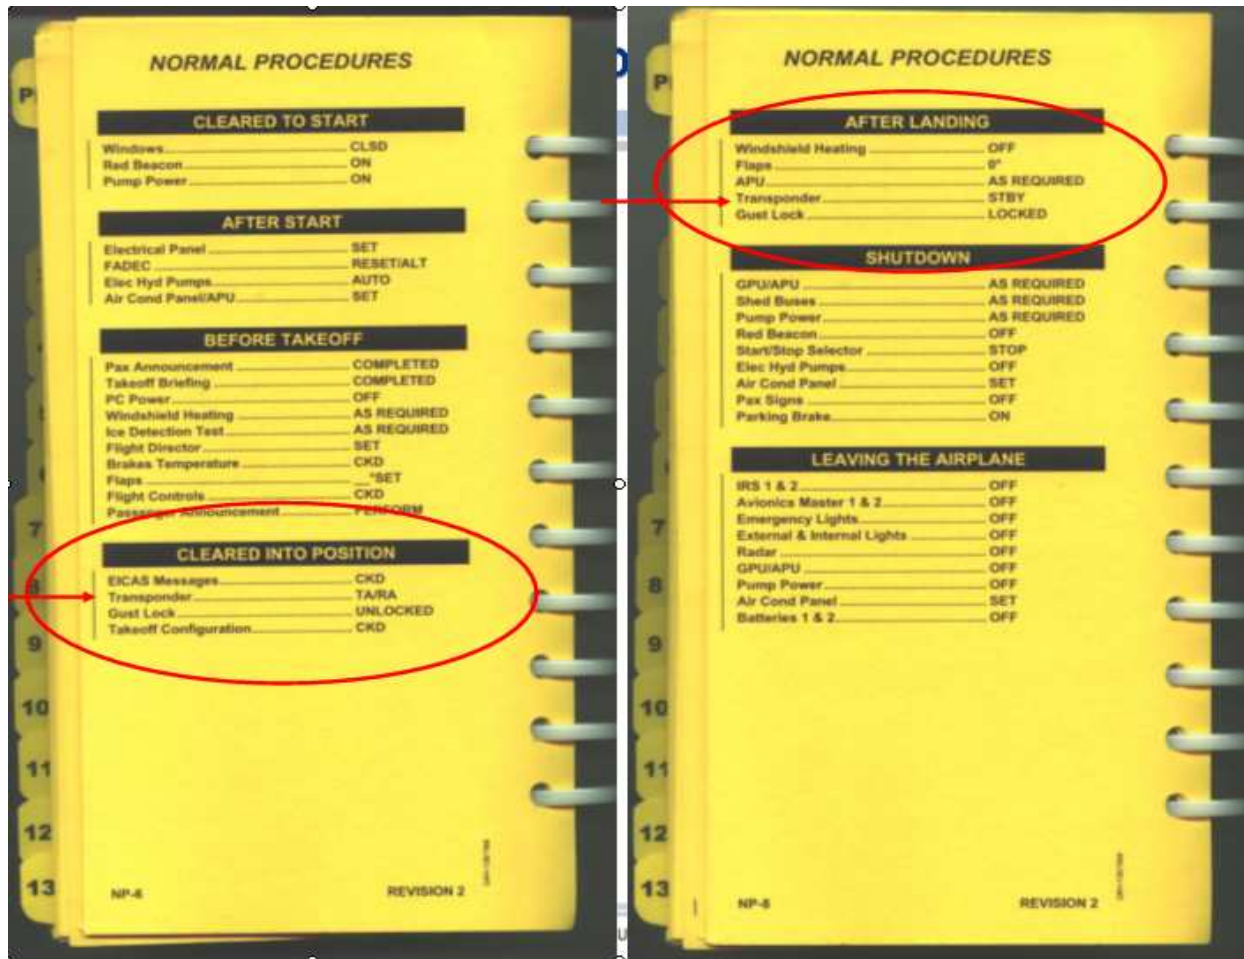 NORMAL PROCEDURES
CLEARED TO START
Windows CLSD
Red Beacon ON
Pump Power ON
AFTER START
Electrical Panel SET
FADEC RESET/ALT
Elec Hyd Pumps AUTO
Air Cond Panel/APU SET
BEFORE TAKEOFF
Pax Announcement COMPLETED
Takeoff Briefing COMPLETED
PC Power OFF
Windshield Heating AS REQUIRED
Ice Detection Test AS REQUIRED
Flight Director SET
Brakes Temperature CKD
Flaps __°SET
Flight Controls CKD
Passenger Announcement PERFORM
CLEARED INTO POSITION
EICAS Messages CKD
Transponder TA/RA
Gust Lock UNLOCKED
Takeoff Configuration CKD
7
8
9
10
11
12
13
NP-6
REVISION 2
P
NORMAL PROCEDURES
AFTER LANDING
Windshield Heating OFF
Flaps 0°
APU AS REQUIRED
Transponder STBY
Gust Lock LOCKED
SHUTDOWN
GPU/APU AS REQUIRED
Shed Buses AS REQUIRED
Pump Power AS REQUIRED
Red Beacon OFF
Start/Stop Selector STOP
Elec Hyd Pumps OFF
Air Cond Panel SET
Pax Signs OFF
Parking Brake ON
LEAVING THE AIRPLANE
IRS 1 & 2 OFF
Avionics Master 1 & 2 OFF
Emergency Lights OFF
External & Internal Lights OFF
Radar OFF
GPU/APU OFF
Pump Power OFF
Air Cond Panel SET
Batteries 1 & 2 OFF
7
8
9
10
11
12
13
NP-8
REVISION 2
P